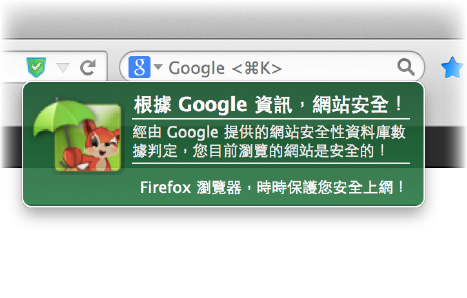 Google <⌘K>
根據 Google 資訊，網站安全！
經由 Google 提供的網站安全性資料庫數
據判定，您目前瀏覽的網站是安全的！
Firefox 瀏覽器，時時保護您安全上網！